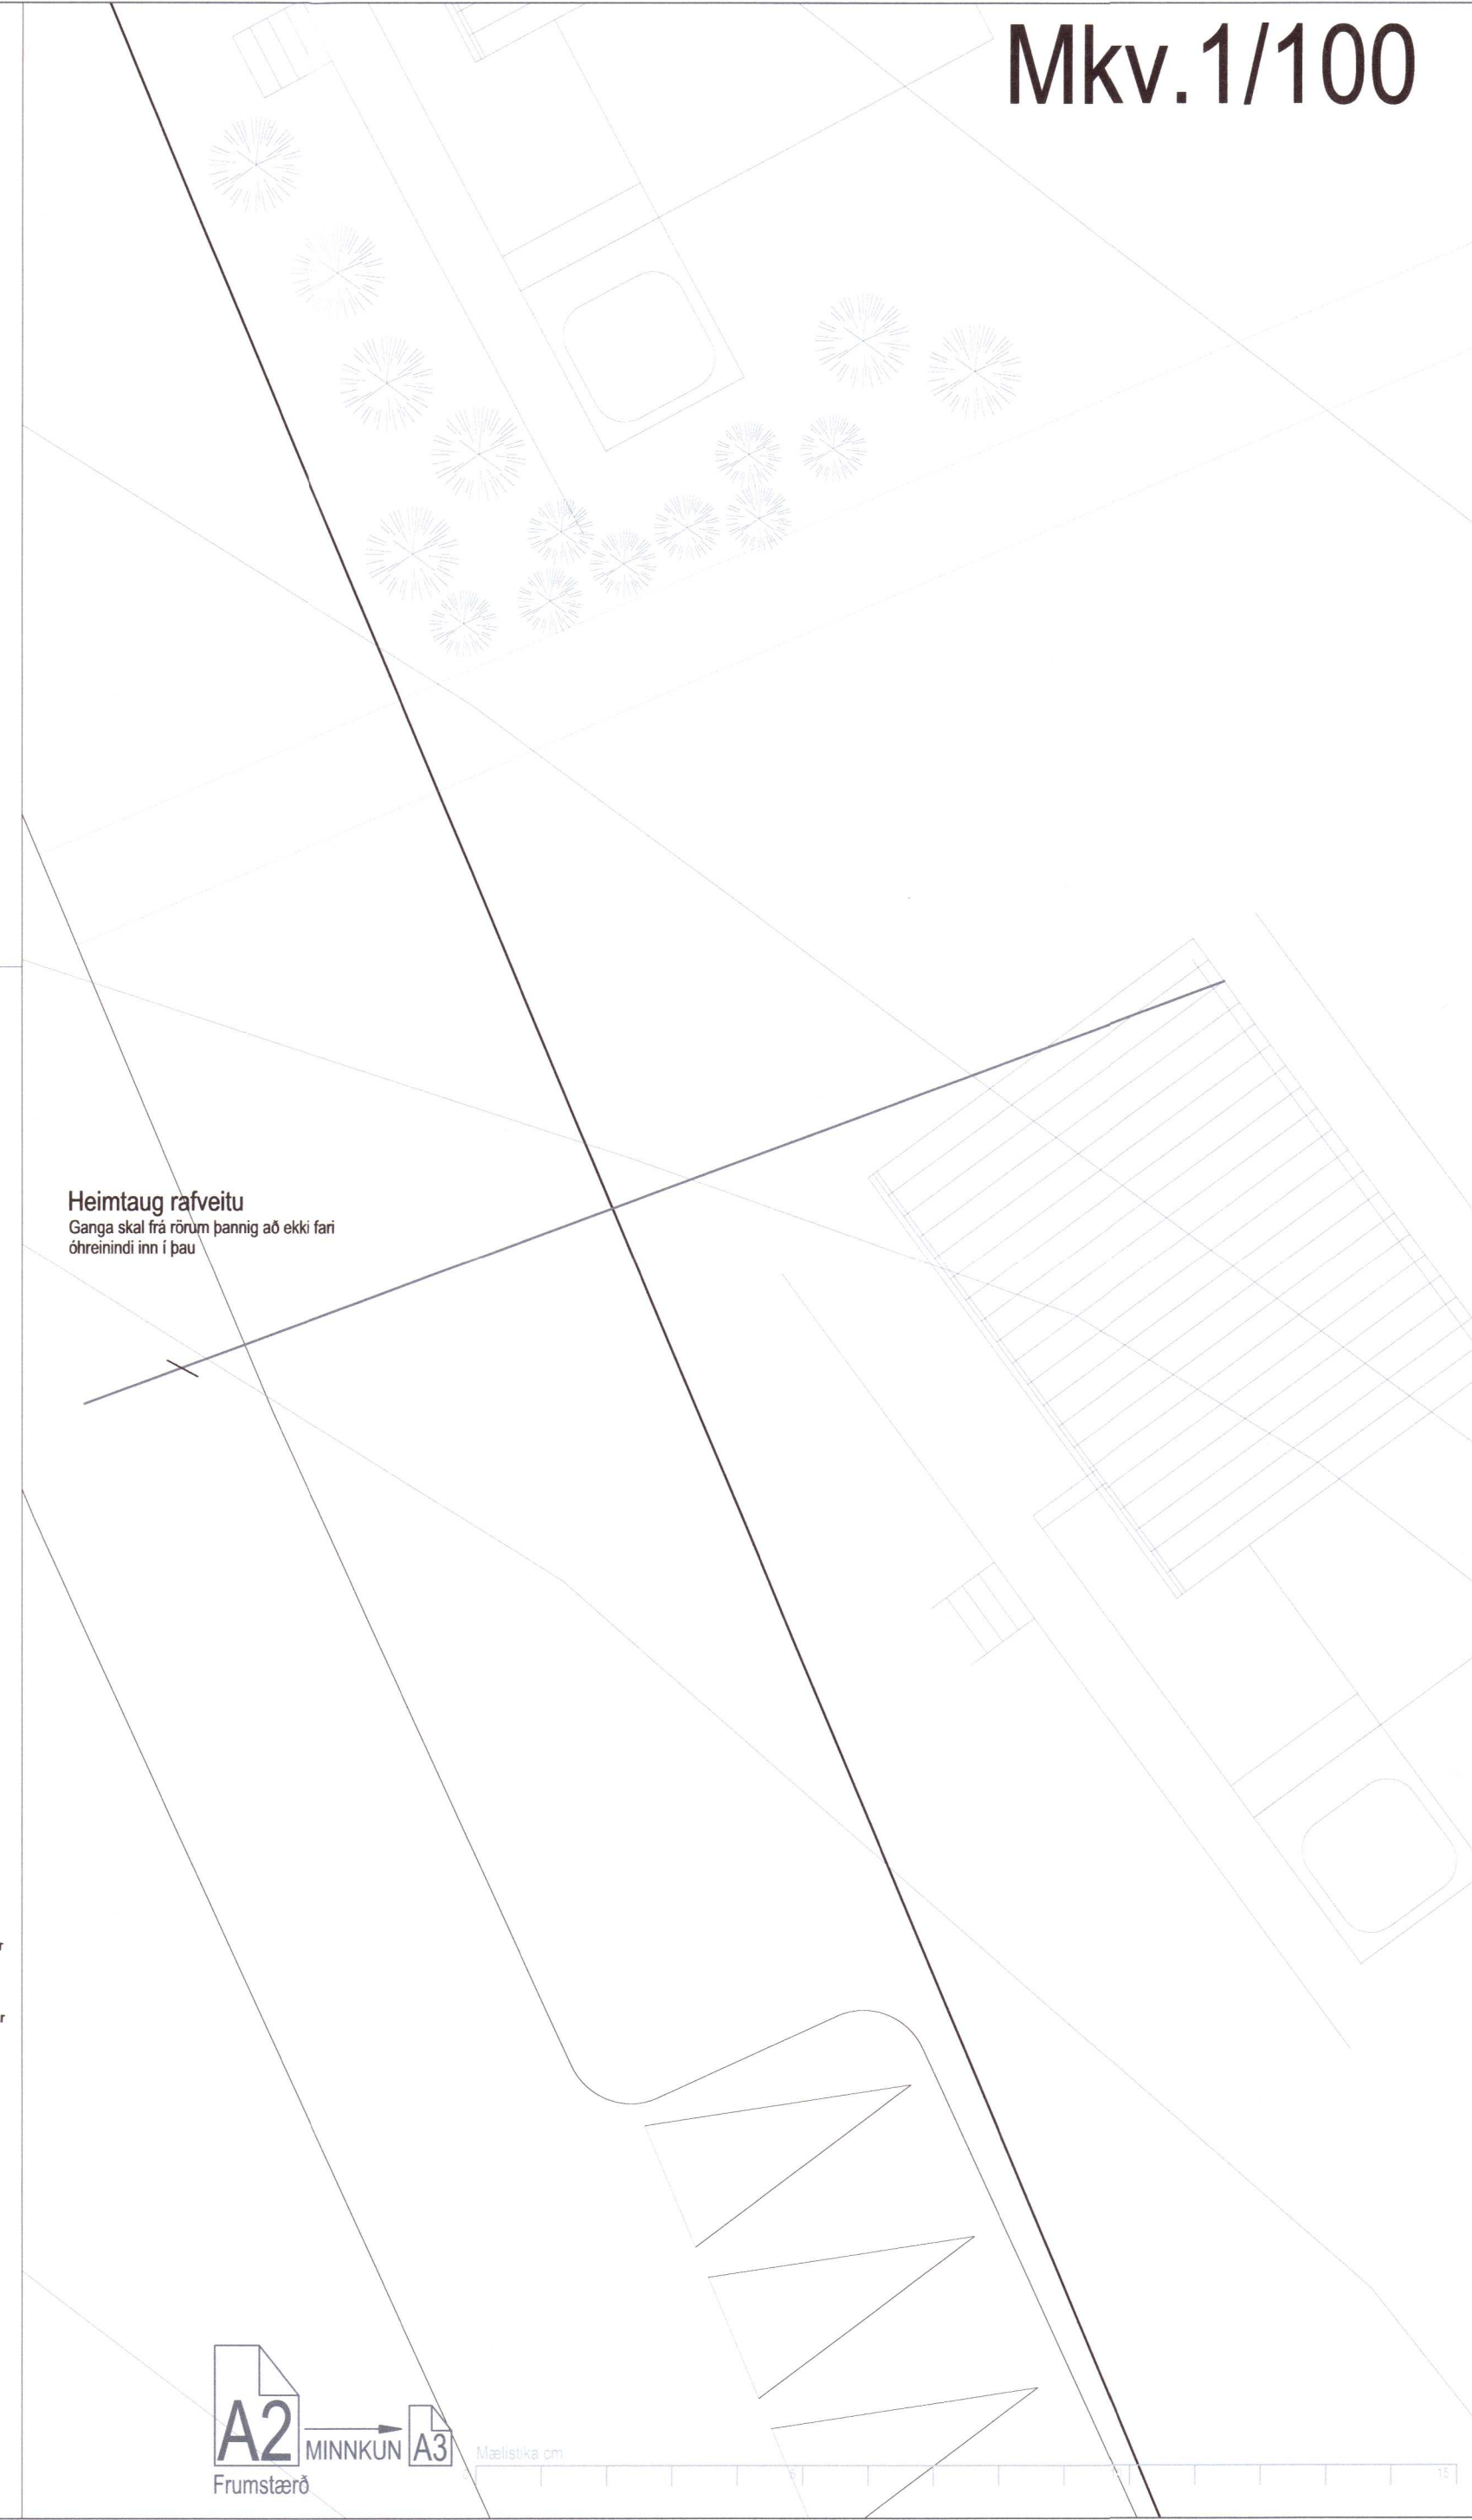 Mkv.1/100
Heimtaug rafveitu
Ganga skal frá rörum þannig að ekki fari
óhreinindi inn í þau
r
r
A2
MINNKUN
A3
Frumstærð
Mælistika cm
15